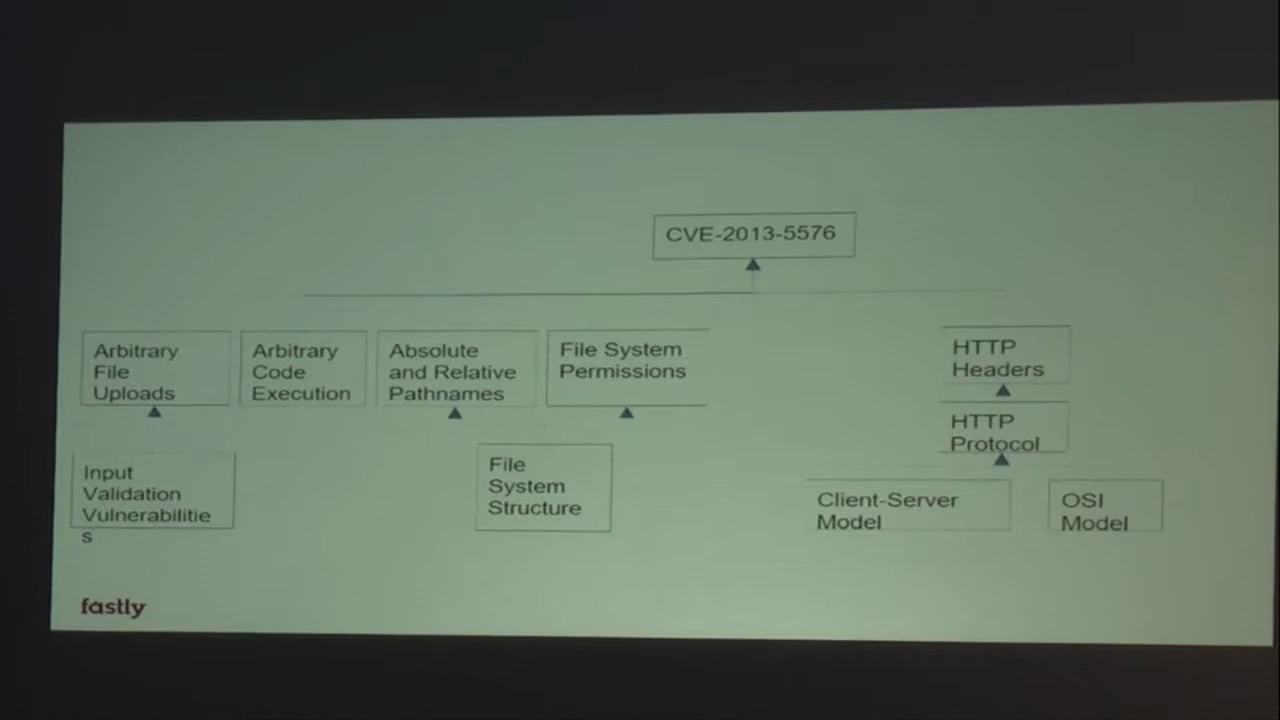 CVE-2013-5576
Arbitrary
File
Uploads
Arbitrary
Code
Execution
Absolute
and Relative
Pathnames
File System
Permissions
HTTP
Headers
HTTP
Protocol
Input
Validation
Vulnerabilitie
s
File
System
Structure
Client-Server
Model
OSI
Model
fastly